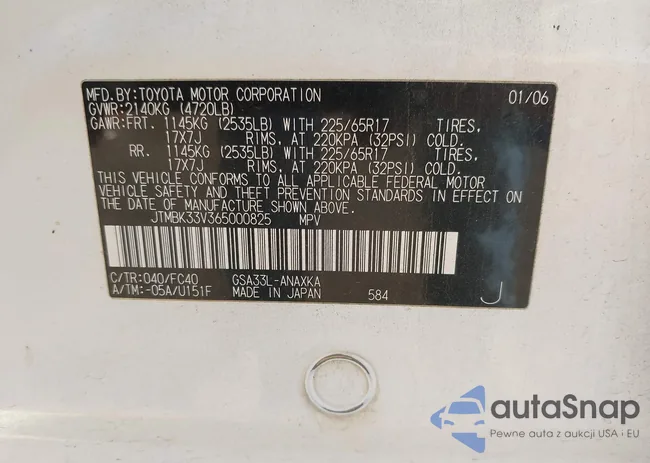 MFD.BY:TOYOTA MOTOR CORPORATION 01/06
GVWR:2140KG (4720LB)
GAWR:FRT. 1145KG (2535LB) WITH 225/65R17 TIRES,
17X7J RIMS, AT 220KPA (32PSI) COLD.
RR. 1145KG (2535LB) WITH 225/65R17 TIRES,
17X7J RIMS, AT 220KPA (32PSI) COLD.
THIS VEHICLE CONFORMS TO ALL APPLICABLE FEDERAL MOTOR
VEHICLE SAFETY AND THEFT PREVENTION STANDARDS IN EFFECT ON
THE DATE OF MANUFACTURE SHOWN ABOVE.
JTMBK33V365000825 MPV
C/TR:040/FC40 GSA33L-ANAXKA
A/TM:-05A/U151F MADE IN JAPAN 584 J
autaSnap
Pewne auta z aukcji USA i EU